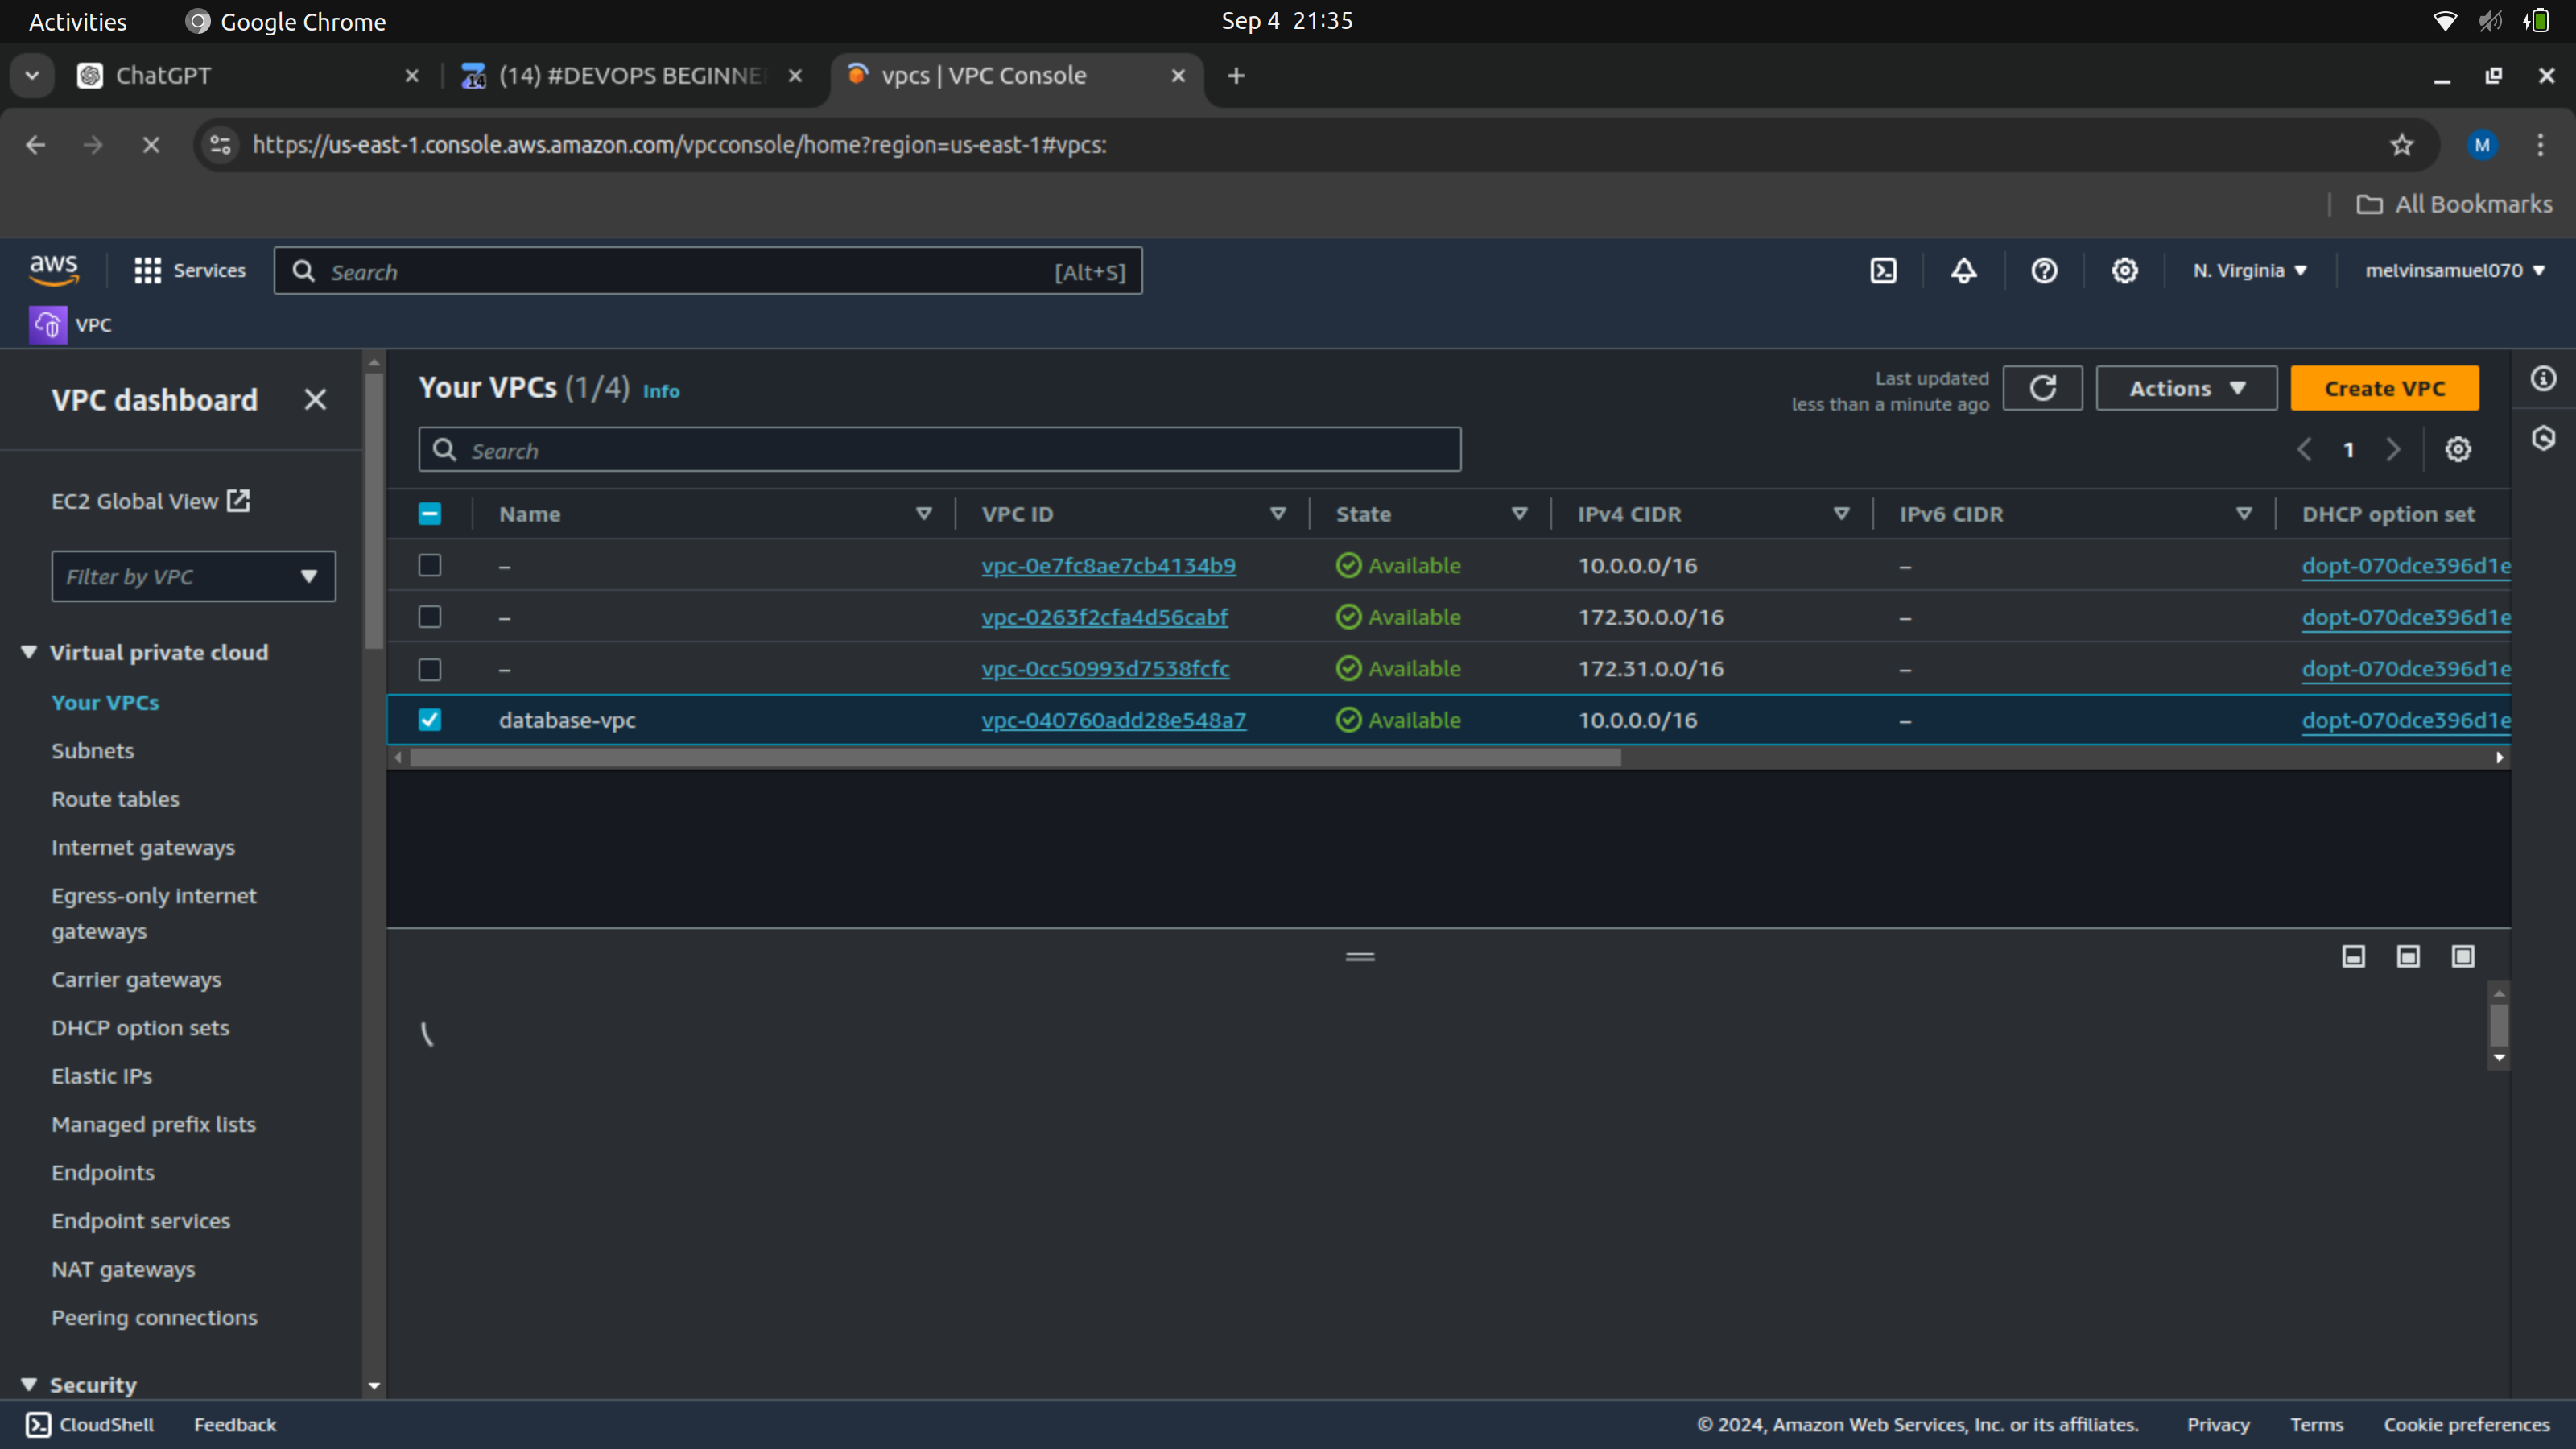 Activities
Google Chrome
Sep 4 21:35
ChatGPT
(14) #DEVOPS BEGINNE
vpcs | VPC Console
https://us-east-1.console.aws.amazon.com/vpcconsole/home?region=us-east-1#vpcs:
M
All Bookmarks
aws
Services
Search
[Alt+S]
N. Virginia
melvinsamuel070
VPC
VPC dashboard
EC2 Global View
Filter by VPC
Virtual private cloud
Your VPCs
Subnets
Route tables
Internet gateways
Egress-only internet
gateways
Carrier gateways
DHCP option sets
Elastic IPs
Managed prefix lists
Endpoints
Endpoint services
NAT gateways
Peering connections
Security
Your VPCs (1/4) Info
Last updated
less than a minute ago
Actions
Create VPC
Search
1
Name VPC ID State IPv4 CIDR IPv6 CIDR DHCP option set
– vpc-0e7fc8ae7cb4134b9 Available 10.0.0.0/16 – dopt-070dce396d1e
– vpc-0263f2cfa4d56cabf Available 172.30.0.0/16 – dopt-070dce396d1e
– vpc-0cc50993d7538fcfc Available 172.31.0.0/16 – dopt-070dce396d1e
database-vpc vpc-040760add28e548a7 Available 10.0.0.0/16 – dopt-070dce396d1e
CloudShell
Feedback
© 2024, Amazon Web Services, Inc. or its affiliates.
Privacy
Terms
Cookie preferences